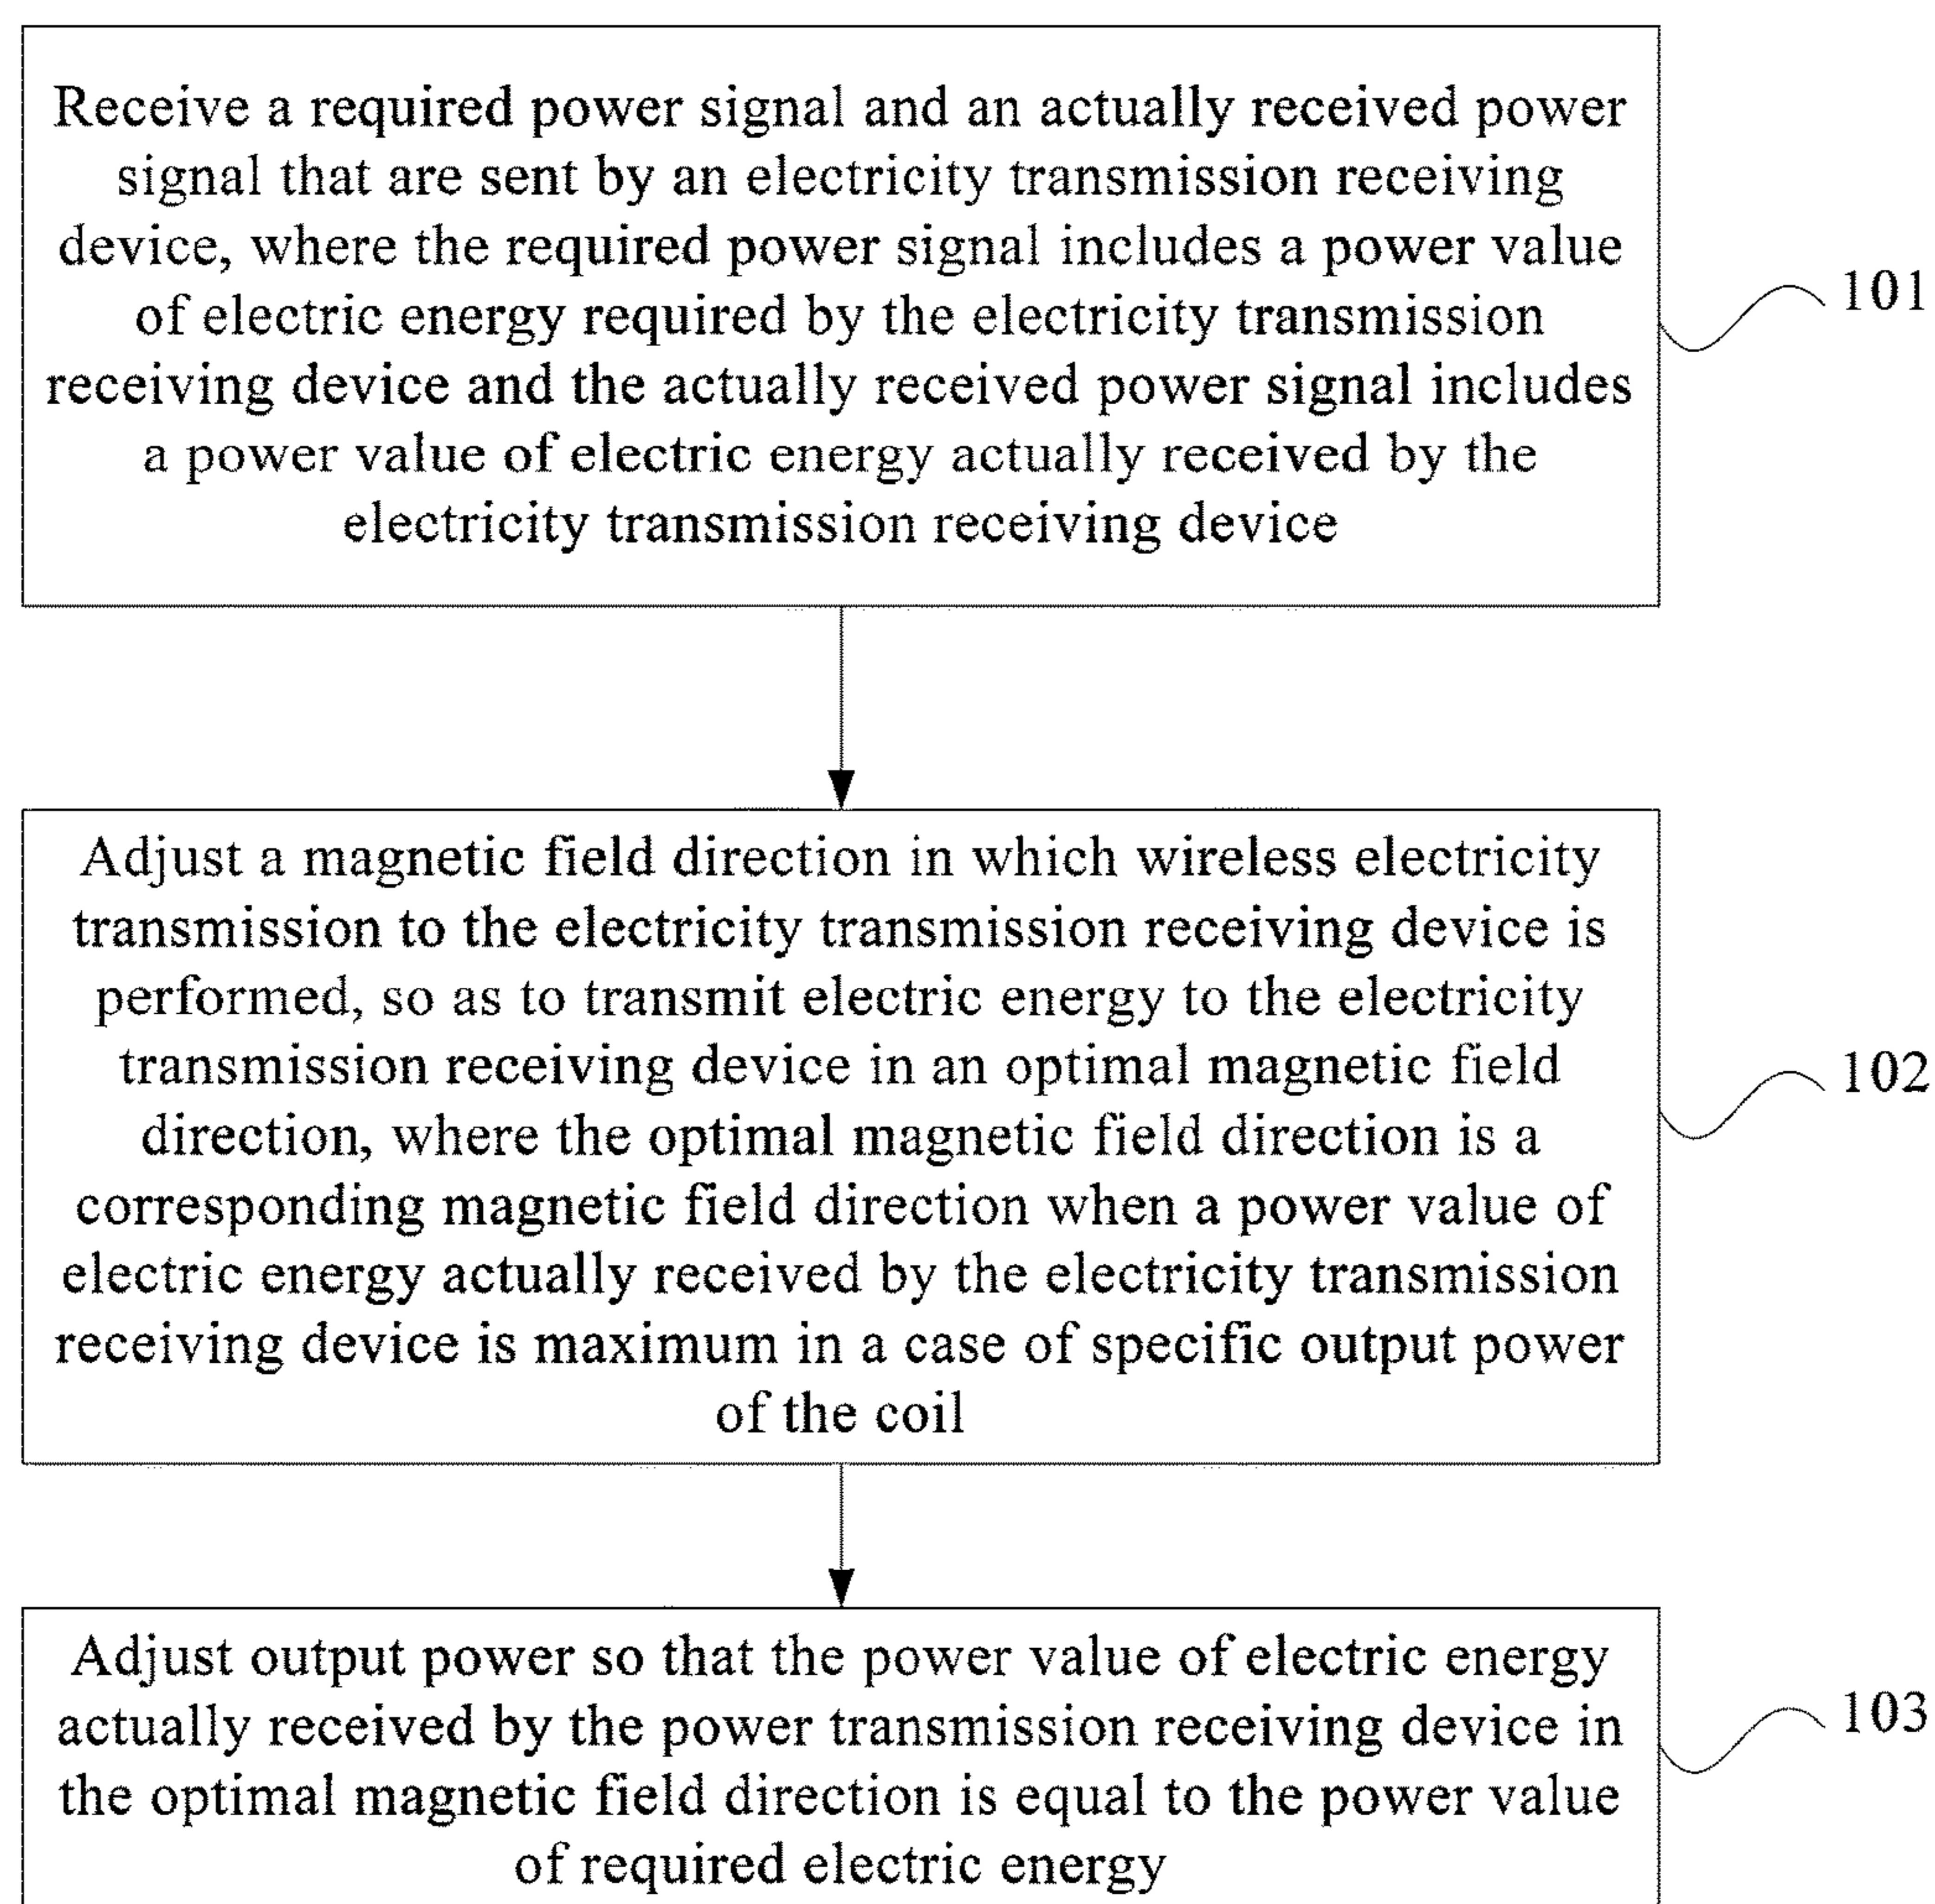 Receive a required power signal and an actually received power
signal that are sent by an electricity transmission receiving
device, where the required power signal includes a power value
of electric energy required by the electricity transmission
receiving device and the actually received power signal includes
a power value of electric energy actually received by the
electricity transmission receiving device
101
Adjust a magnetic field direction in which wireless electricity
transmission to the electricity transmission receiving device is
performed, so as to transmit electric energy to the electricity
transmission receiving device in an optimal magnetic field
direction, where the optimal magnetic field direction is a
corresponding magnetic field direction when a power value of
electric energy actually received by the electricity transmission
receiving device is maximum in a case of specific output power
of the coil
102
Adjust output power so that the power value of electric energy
actually received by the power transmission receiving device in
the optimal magnetic field direction is equal to the power value
of required electric energy
103